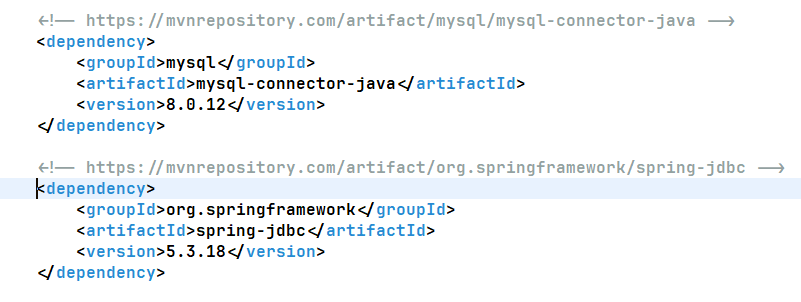 <!-- https://mvnrepository.com/artifact/mysql/mysql-connector-java -->
<dependency>
    <groupId>mysql</groupId>
    <artifactId>mysql-connector-java</artifactId>
    <version>8.0.12</version>
</dependency>

<!-- https://mvnrepository.com/artifact/org.springframework/spring-jdbc -->
<dependency>
    <groupId>org.springframework</groupId>
    <artifactId>spring-jdbc</artifactId>
    <version>5.3.18</version>
</dependency>